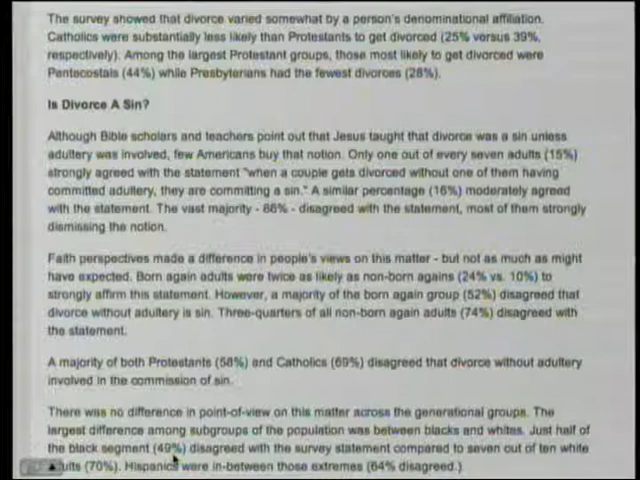 The survey showed that divorce varied somewhat by a person's denominational affiliation.
Catholics were substantially less likely than Protestants to get divorced (25% versus 39%,
respectively). Among the largest Protestant groups, those most likely to get divorced were
Pentecostals (44%) while Presbyterians had the fewest divorces (28%).
Is Divorce A Sin?
Although Bible scholars and teachers point out that Jesus taught that divorce was a sin unless
adultery was involved, few Americans buy that notion. Only one out of every seven adults (15%)
strongly agreed with the statement "when a couple gets divorced without one of them having
committed adultery, they are committing a sin." A similar percentage (16%) moderately agreed
with the statement. The vast majority - 66% - disagreed with the statement, most of them strongly
dismissing the notion.
Faith perspectives made a difference in people's views on this matter - but not as much as might
have expected. Born again adults were twice as likely as non-born agains (24% vs. 10%) to
strongly affirm this statement. However, a majority of the born again group (52%) disagreed that
divorce without adultery is sin. Three-quarters of all non-born again adults (74%) disagreed with
the statement.
A majority of both Protestants (58%) and Catholics (69%) disagreed that divorce without adultery
involved in the commission of sin.
There was no difference in point-of-view on this matter across the generational groups. The
largest difference among subgroups of the population was between blacks and whites. Just half of
the black segment (49%) disagreed with the survey statement compared to seven out of ten white
adults (70%). Hispanics were in-between those extremes (64% disagreed.)